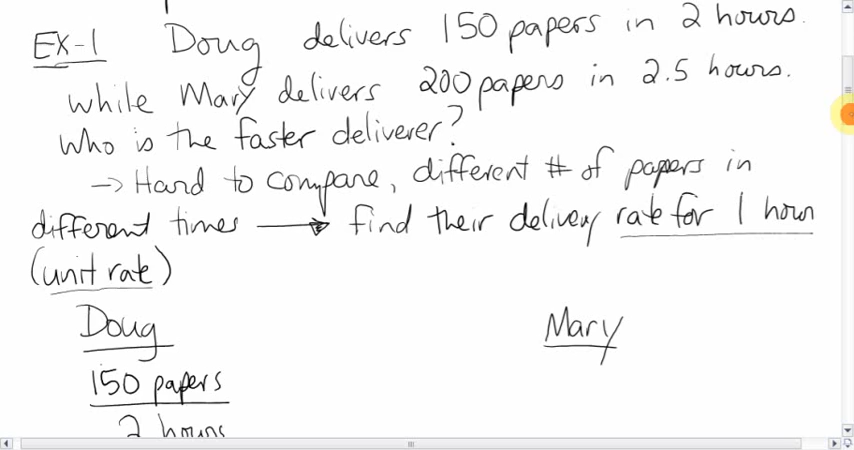 EX-1 Doug delivers 150 papers in 2 hours.
while Mary delivers 200 papers in 2.5 hours.
Who is the faster deliverer?
→ Hard to compare, different # of papers in
different times → find their delivery rate for 1 hour
(unit rate)
Doug Mary
150 papers
2 hours